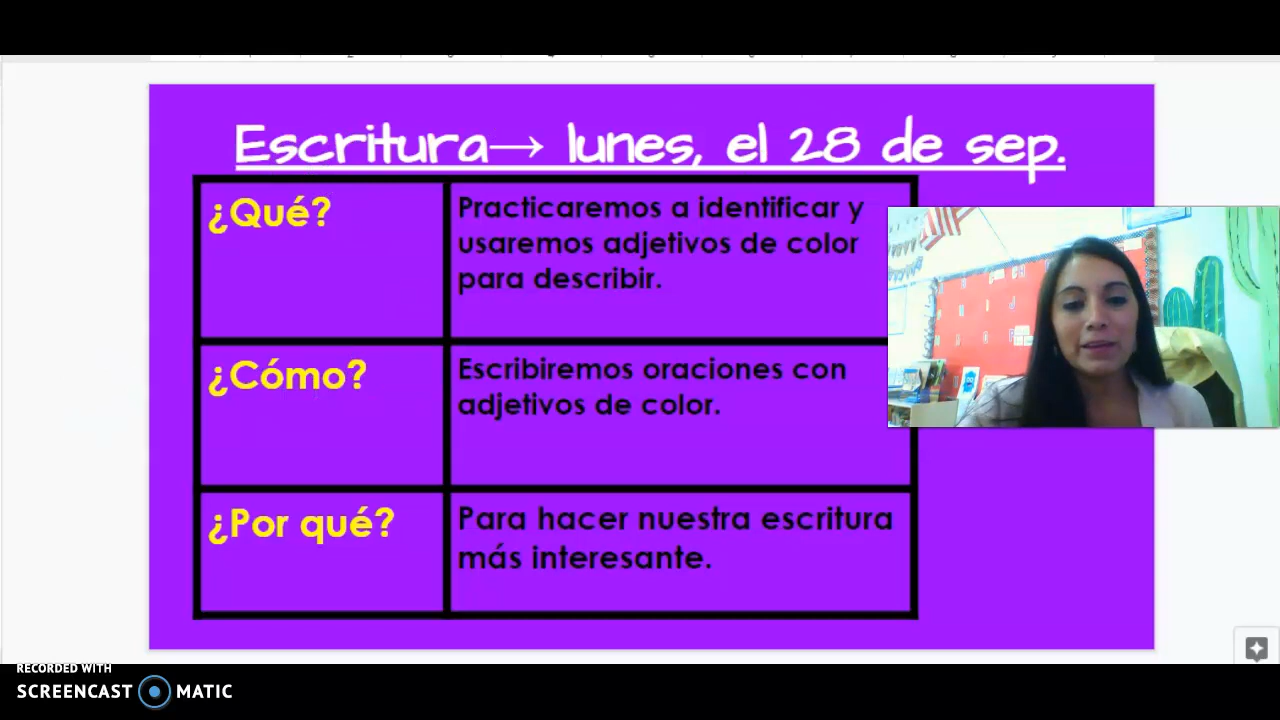 Escritura→ lunes, el 28 de sep.
¿Qué?
Practicaremos a identificar y
usaremos adjetivos de color
para describir.
¿Cómo?
Escribiremos oraciones con
adjetivos de color.
¿Por qué?
Para hacer nuestra escritura
más interesante.
RECORDED WITH
SCREENCAST MATIC